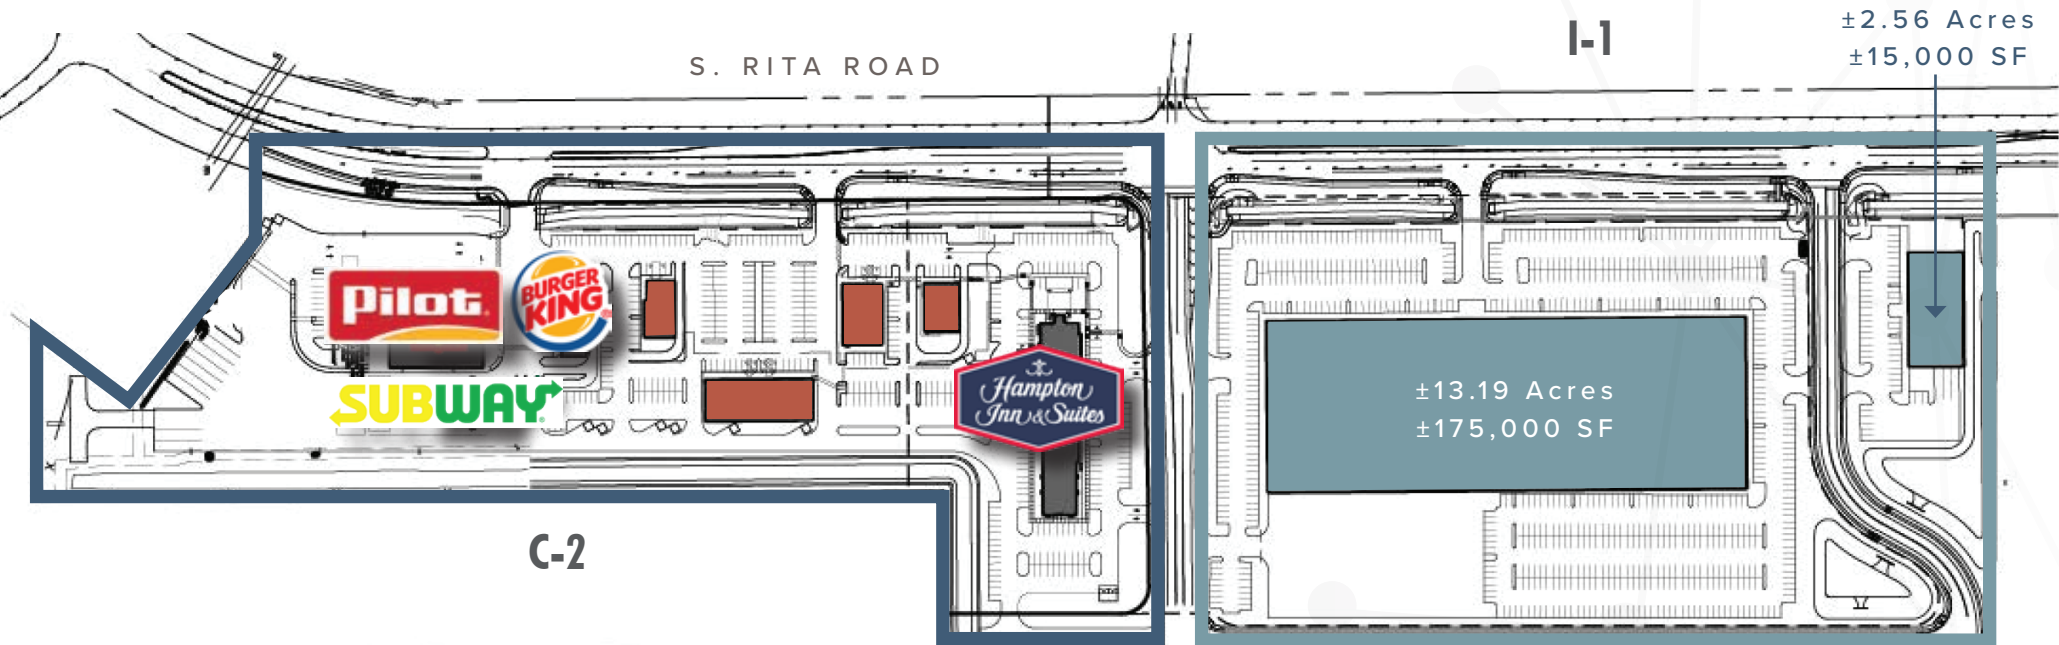 I-1
±2.56 Acres
±15,000 SF
S. RITA ROAD
Pilot
BURGER
KING
SUBWAY
Hampton
Inn & Suites
±13.19 Acres
±175,000 SF
C-2